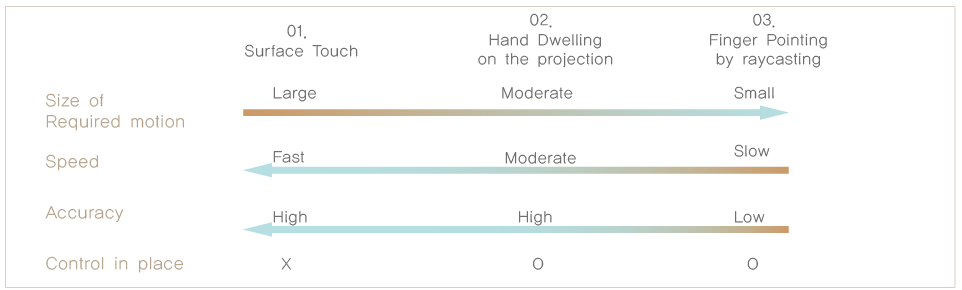 01.
Surface Touch
02.
Hand Dwelling
on the projection
03.
Finger Pointing
by raycasting
Size of
Required motion
Large
Moderate
Small
Speed
Fast
Moderate
Slow
Accuracy
High
High
Low
Control in place
X
O
O